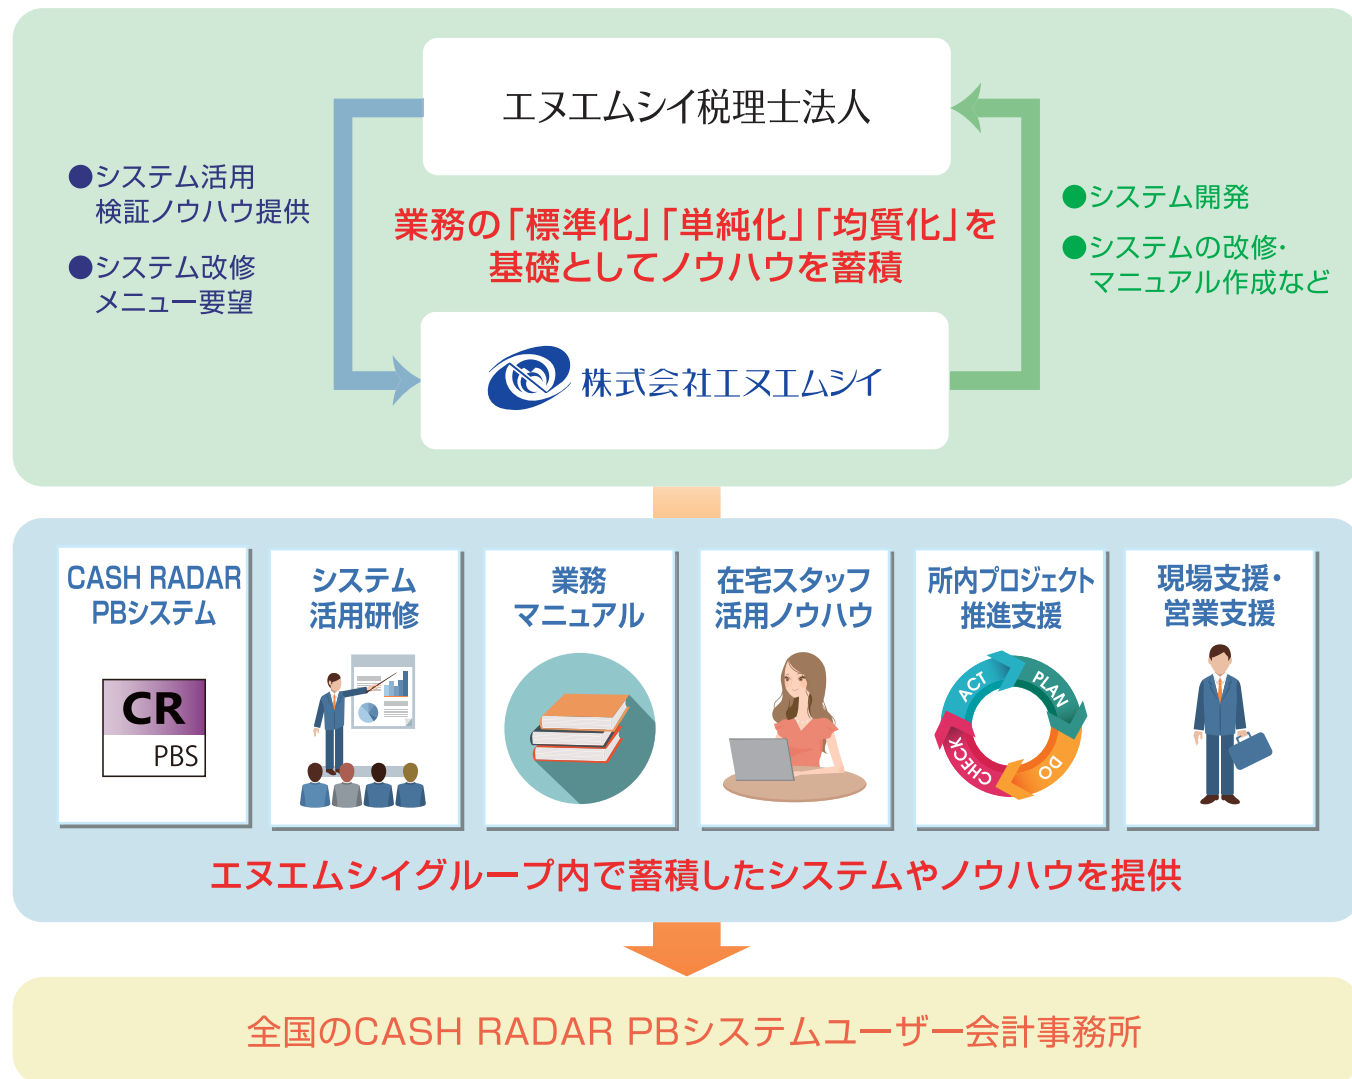 エヌエムシイ税理士法人
●システム活用
検証ノウハウ提供
●システム改修
メニュー要望
業務の「標準化」「単純化」「均質化」を
基礎としてノウハウを蓄積
●システム開発
●システムの改修・
マニュアル作成など
株式会社エヌエムシイ
CASH RADAR
PBシステム
CR
PBS
システム
活用研修
業務
マニュアル
在宅スタッフ
活用ノウハウ
所内プロジェクト
推進支援
ACT
PLAN
DO
CHECK
現場支援・
営業支援
エヌエムシイグループ内で蓄積したシステムやノウハウを提供
全国のCASH RADAR PBシステムユーザー会計事務所